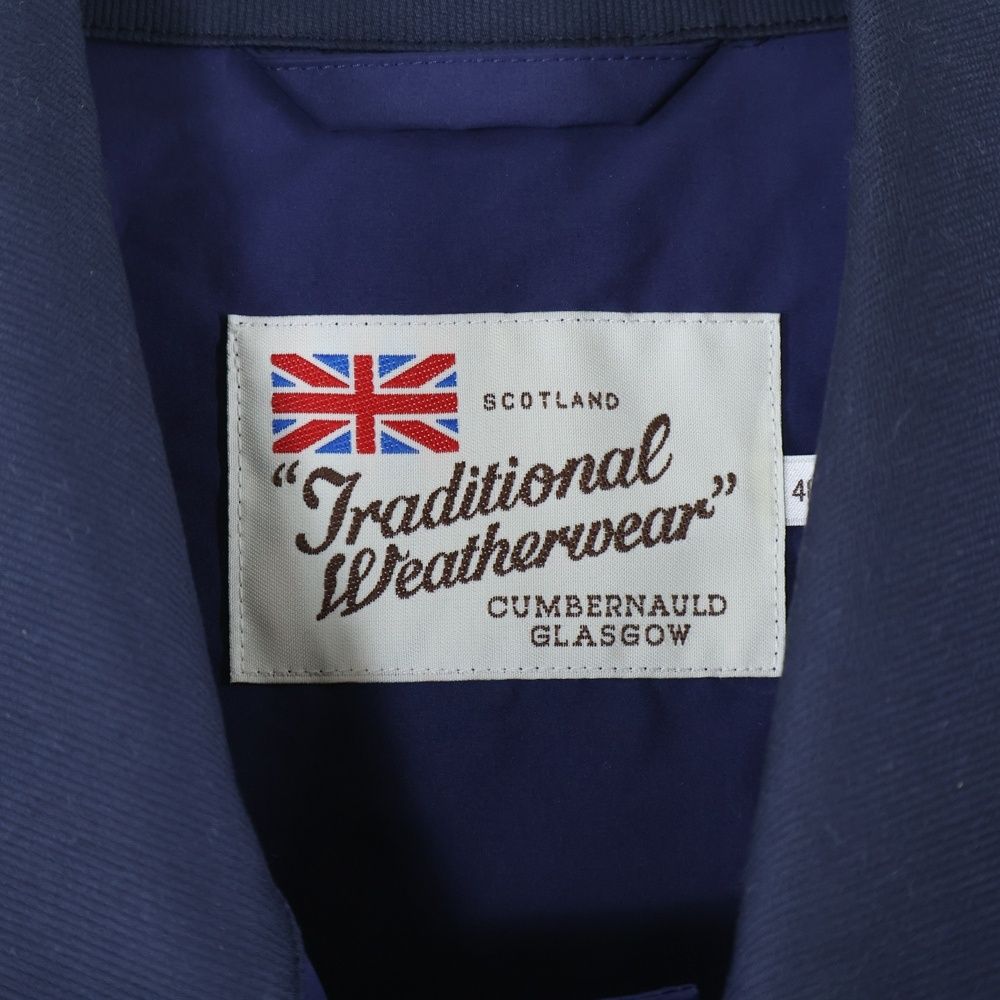 SCOTLAND
“Traditional
Weatherwear”
CUMBERNAULD
GLASGOW